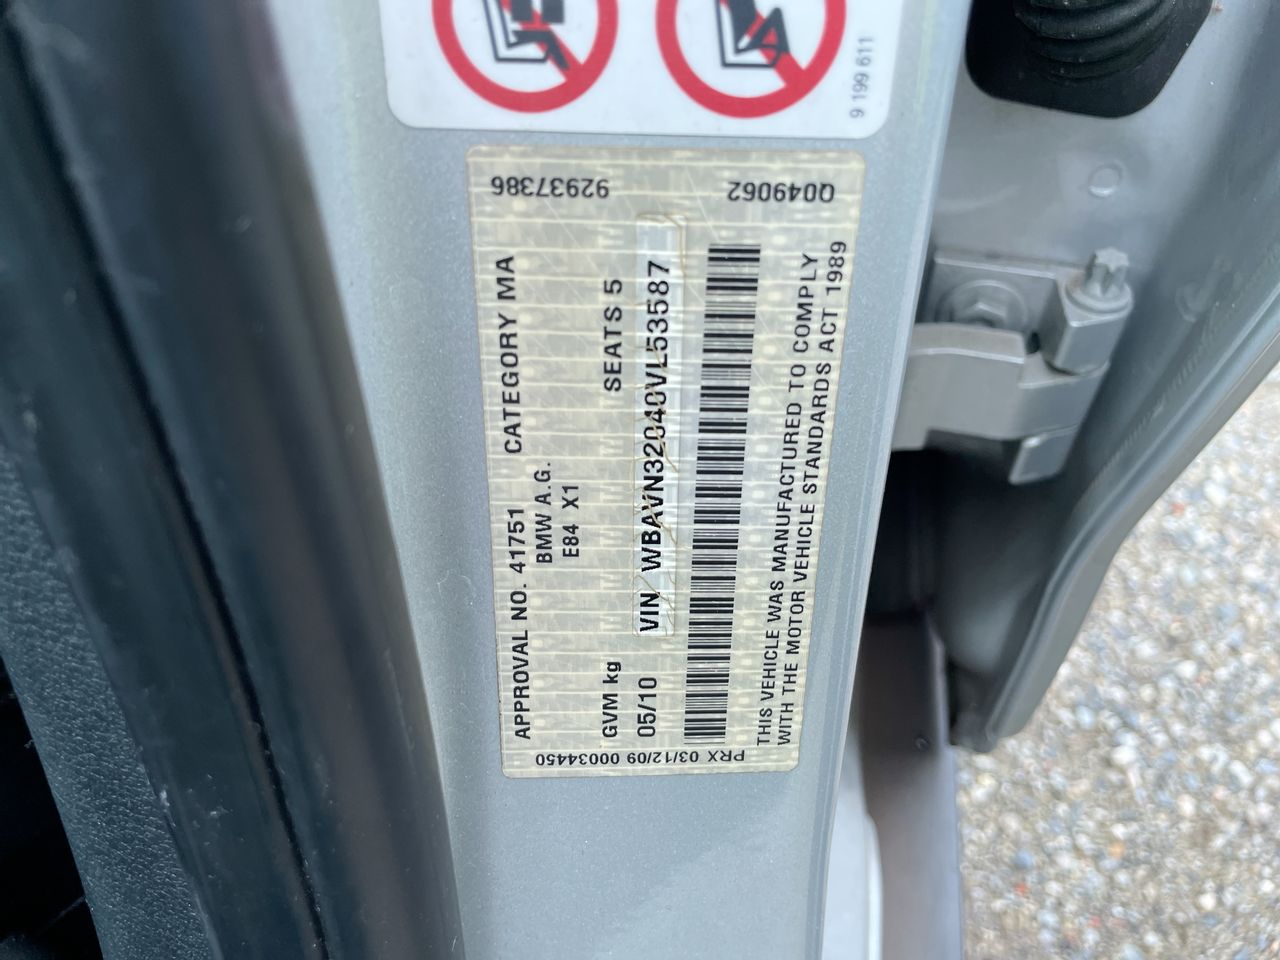 9 199 611
92937386
Q049062
APPROVAL NO. 41751 CATEGORY MA
BMW A.G.
E84 X1
GVM kg SEATS 5
05/10 VIN WBAVN32040VL53587
THIS VEHICLE WAS MANUFACTURED TO COMPLY
WITH THE MOTOR VEHICLE STANDARDS ACT 1989
PRX 03/12/09 00034450